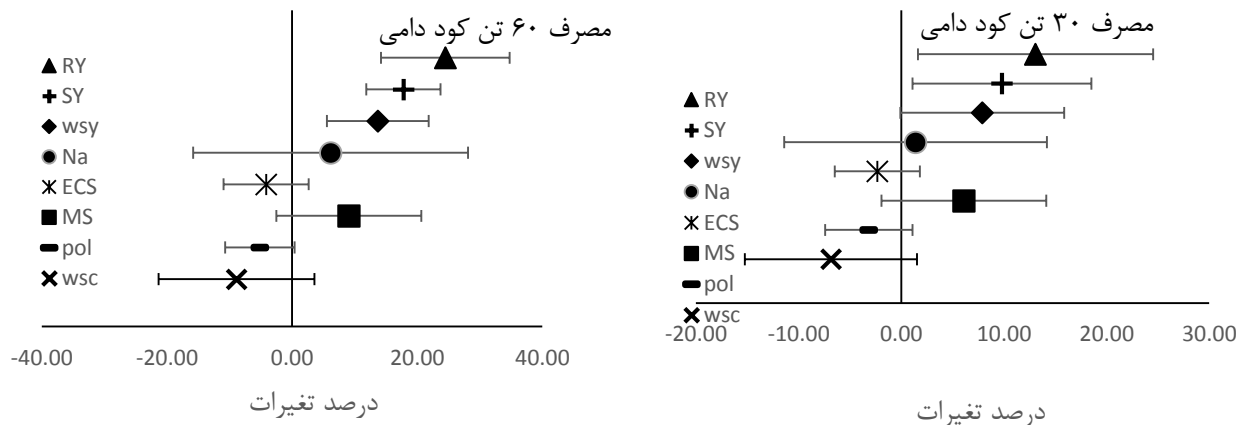 مصرف ۶۰ تن کود دامی
RY
SY
wsy
Na
ECS
MS
pol
wsc
-40.00 -20.00 0.00 20.00 40.00
درصد تغیرات
مصرف ۳۰ تن کود دامی
RY
SY
wsy
Na
ECS
MS
pol
wsc
-20.00 -10.00 0.00 10.00 20.00 30.00
درصد تغیرات